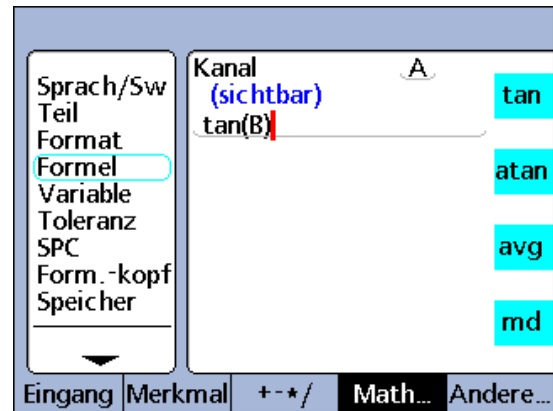 Sprach/Sw
Teil
Format
Formel
Variable
Toleranz
SPC
Form.-kopf
Speicher
Kanal A
(sichtbar)
tan(B)
tan
atan
avg
md
Eingang Merkmal +-*/ Math... Andere...